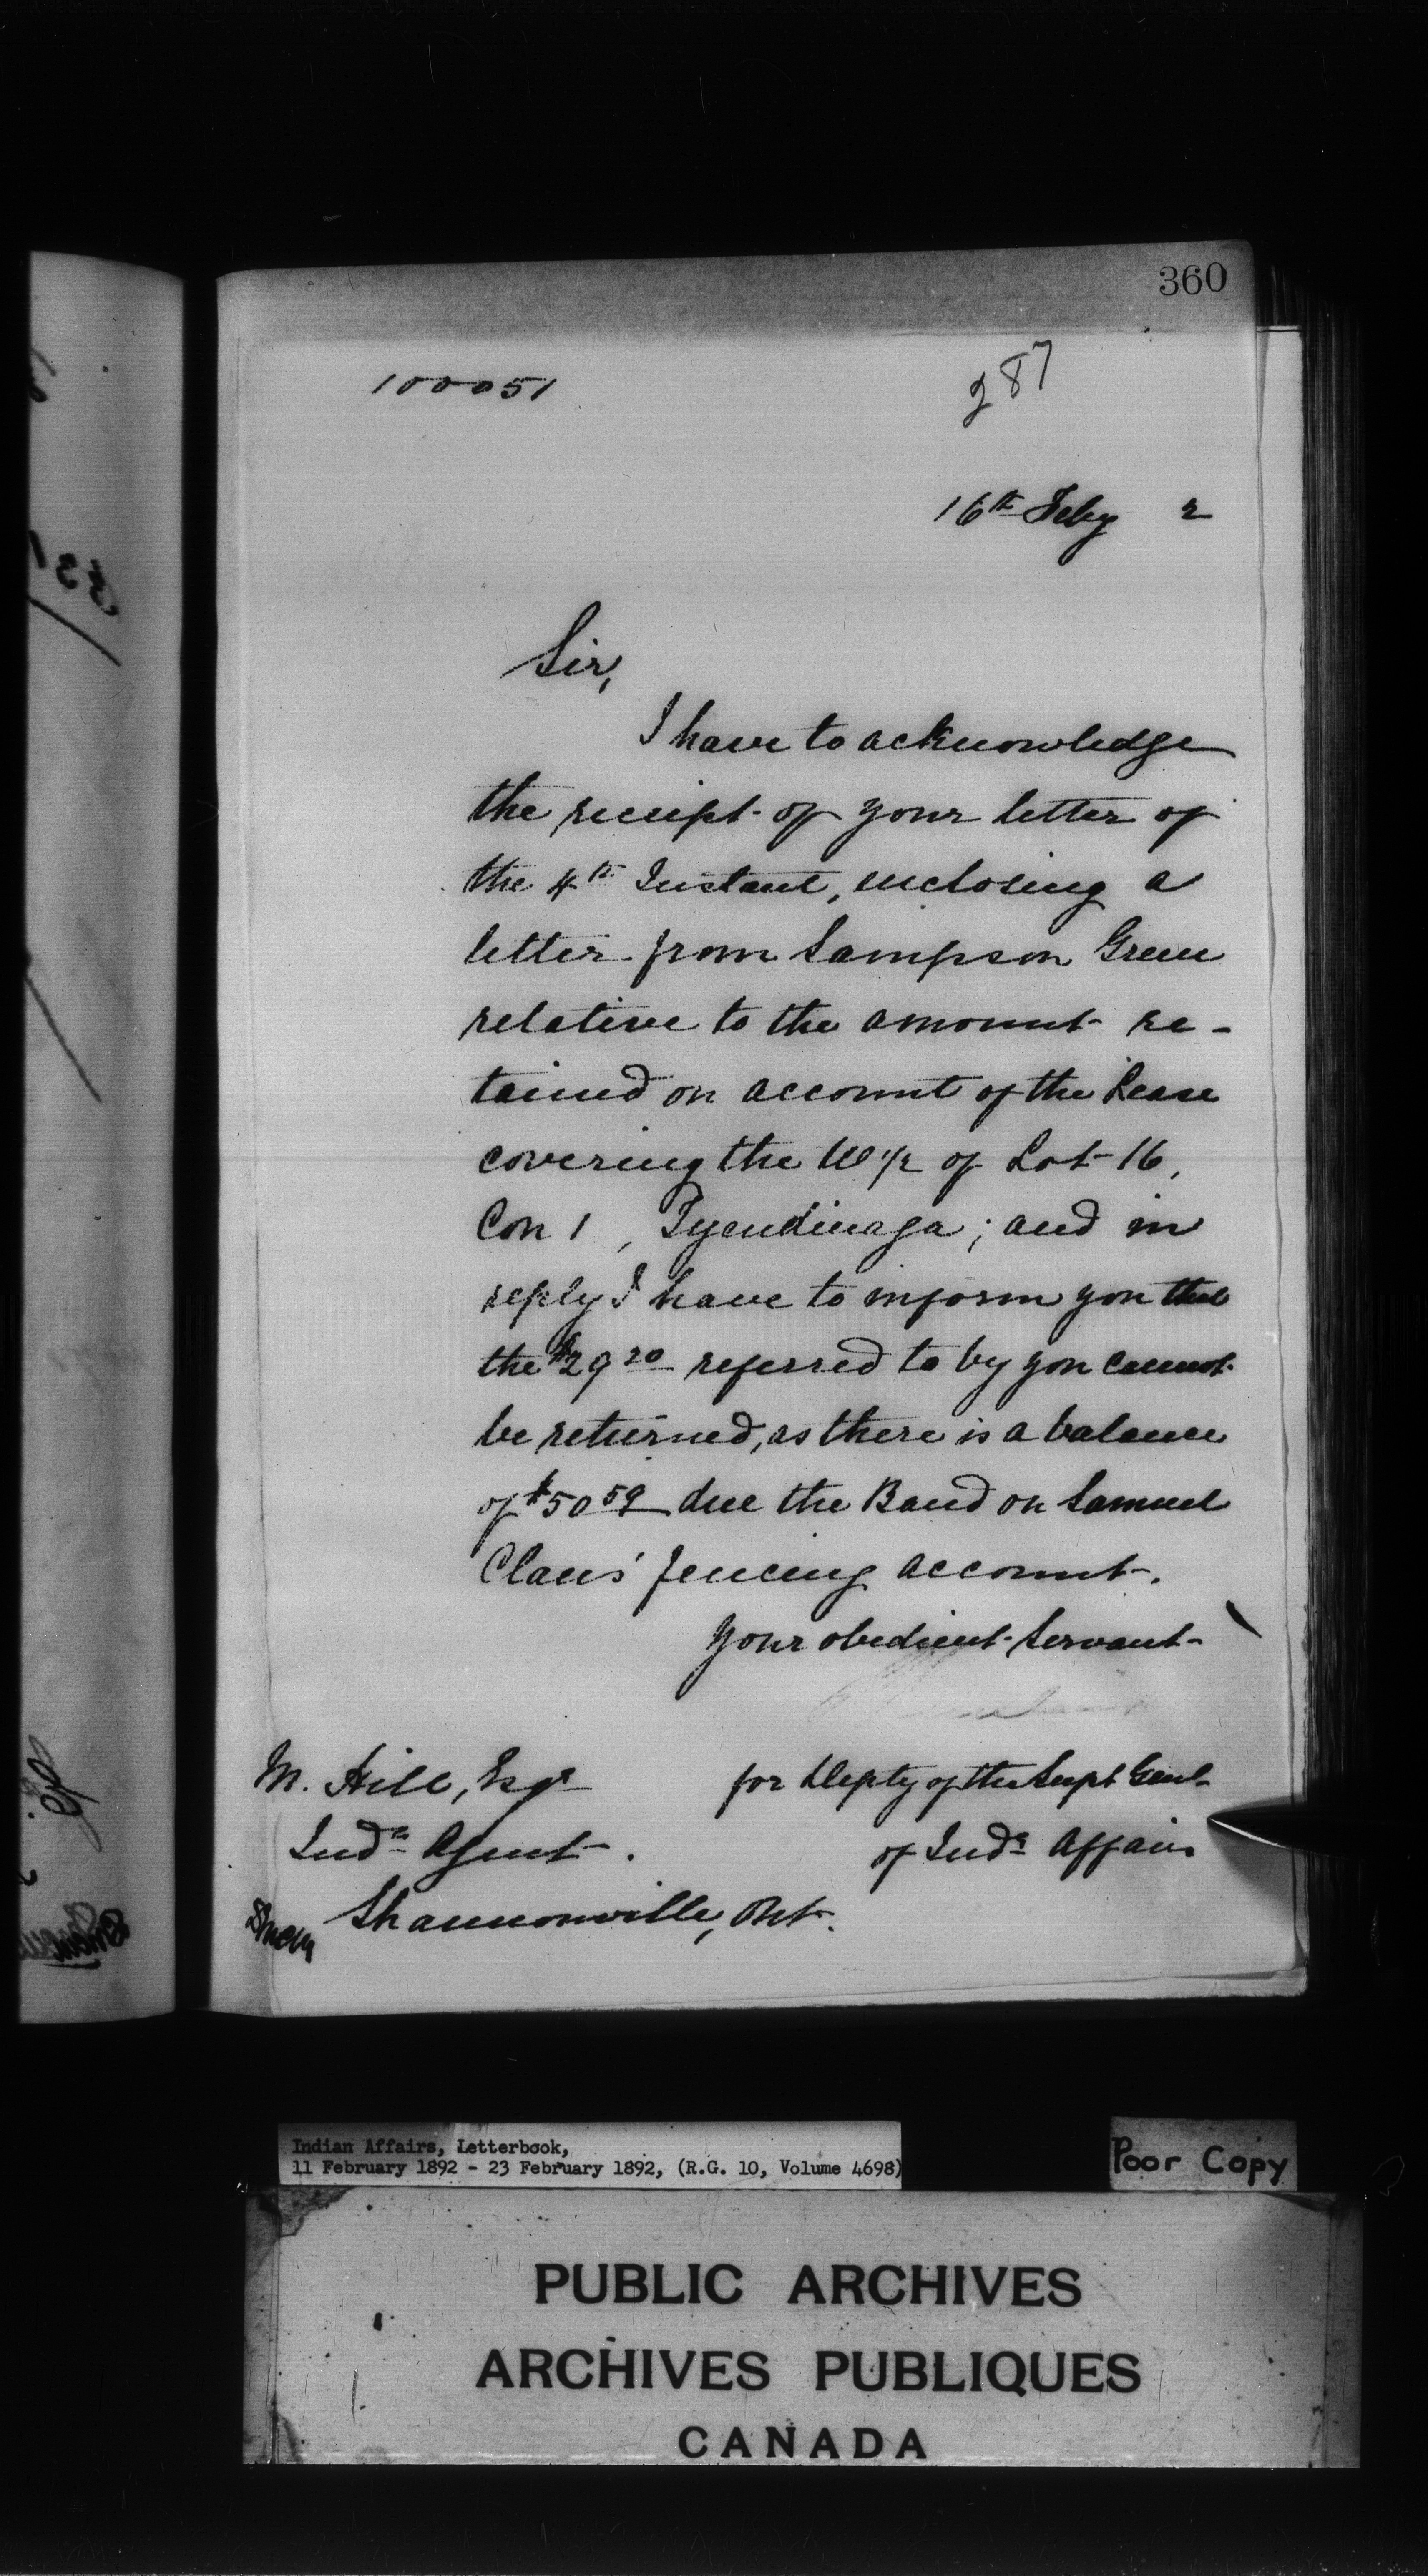 360
100051
287
16th Feby 2
Sir,
I have to acknowledge
the receipt of your letter of
the 4th Instant, enclosing a
letter from Sampson Green
relative to the amount re-
tained on account of the Lease
covering the W 1/2 of Lot 16,
Con 1, Tyendinaga; and in
reply I have to inform you that
the $29 20 referred to by you cannot
be returned, as there is a balance
of $50 59 due the Band on Samuel
Claus' fencing account.
Your obedient Servant
M. Hill, Esqr
for Depty of the Supt Genl
Indn Agent.
of Indn Affairs
Shannonville, Ont.
Indian Affairs, Letterbook,
11 February 1892 - 23 February 1892, (R.G. 10, Volume 4698)
Poor Copy
PUBLIC ARCHIVES
ARCHIVES PUBLIQUES
CANADA